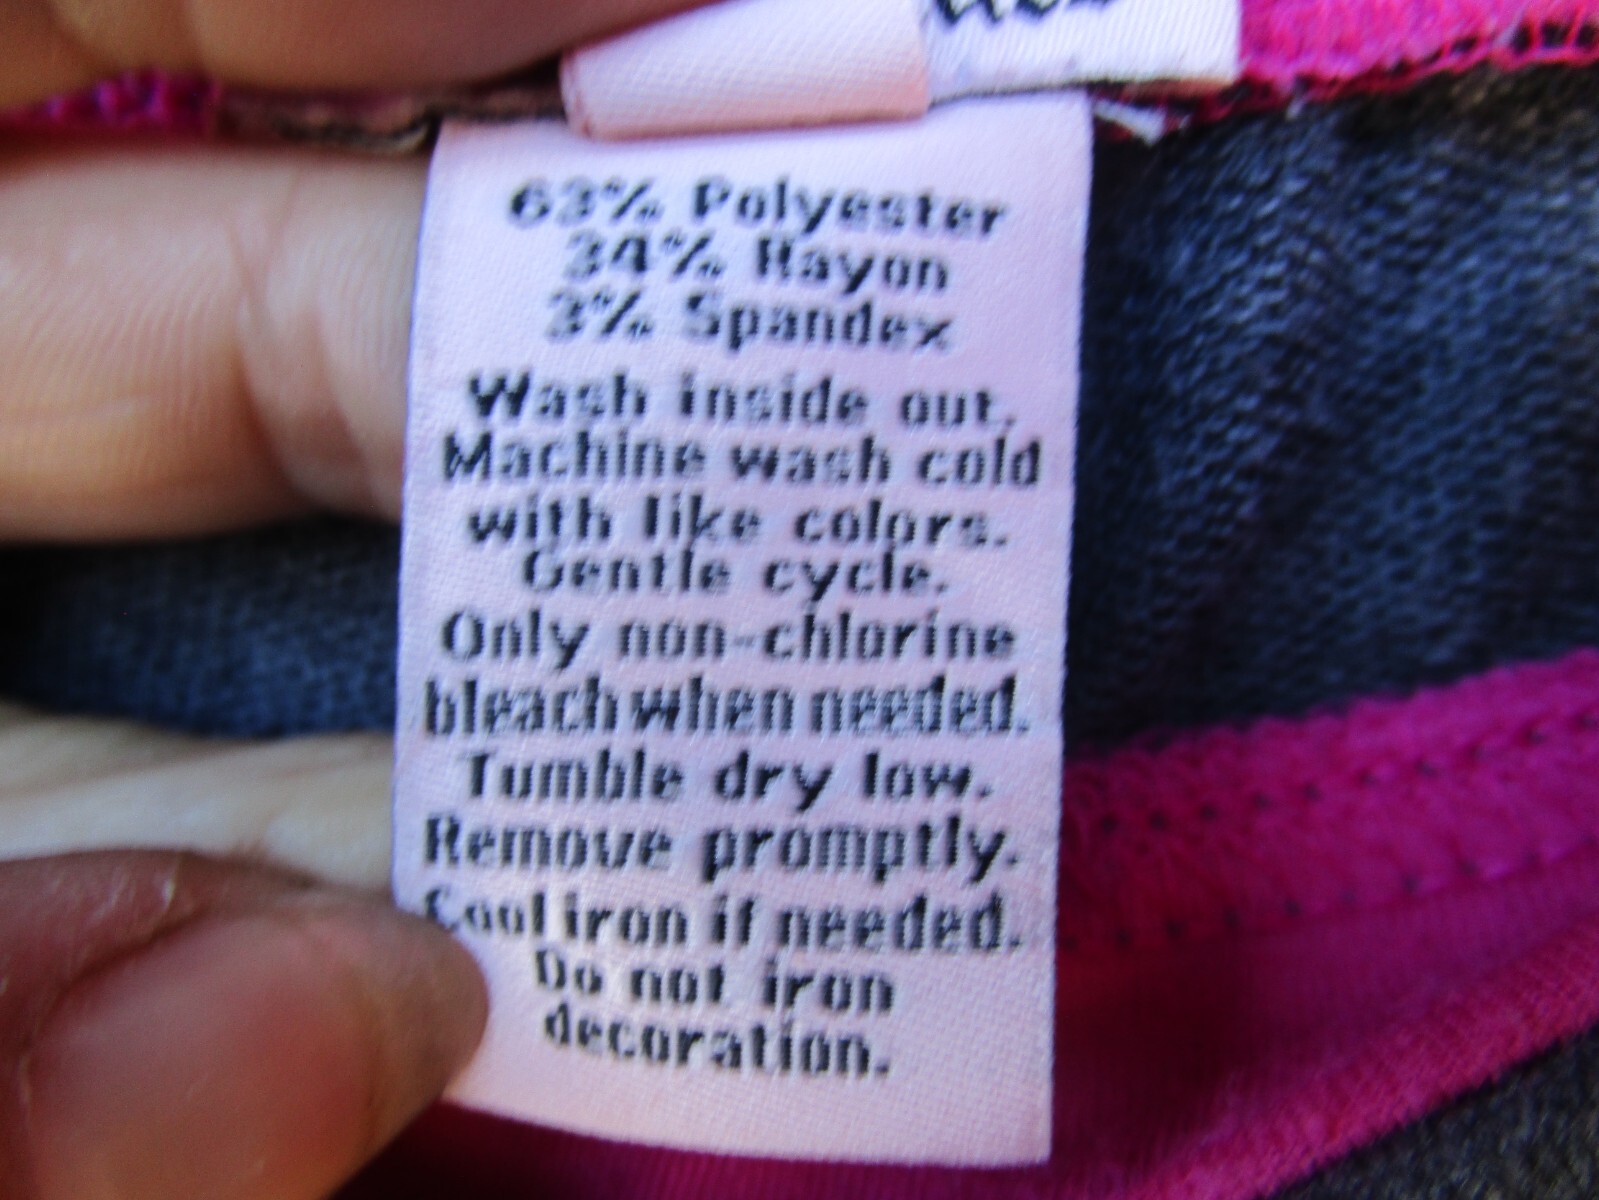 63% Polyester
34% Rayon
3% Spandex
Wash inside out.
Machine wash cold
with like colors.
Gentle cycle.
Only non-chlorine
bleach when needed.
Tumble dry low.
Remove promptly.
Cool iron if needed.
Do not iron
decoration.